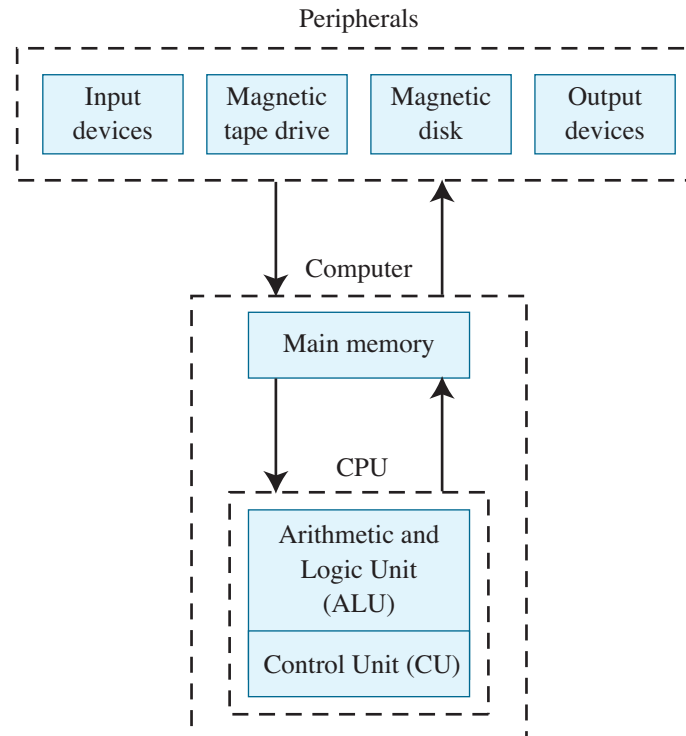 Peripherals
Input
devices
Magnetic
tape drive
Magnetic
disk
Output
devices
Computer
Main memory
CPU
Arithmetic and
Logic Unit
(ALU)
Control Unit (CU)